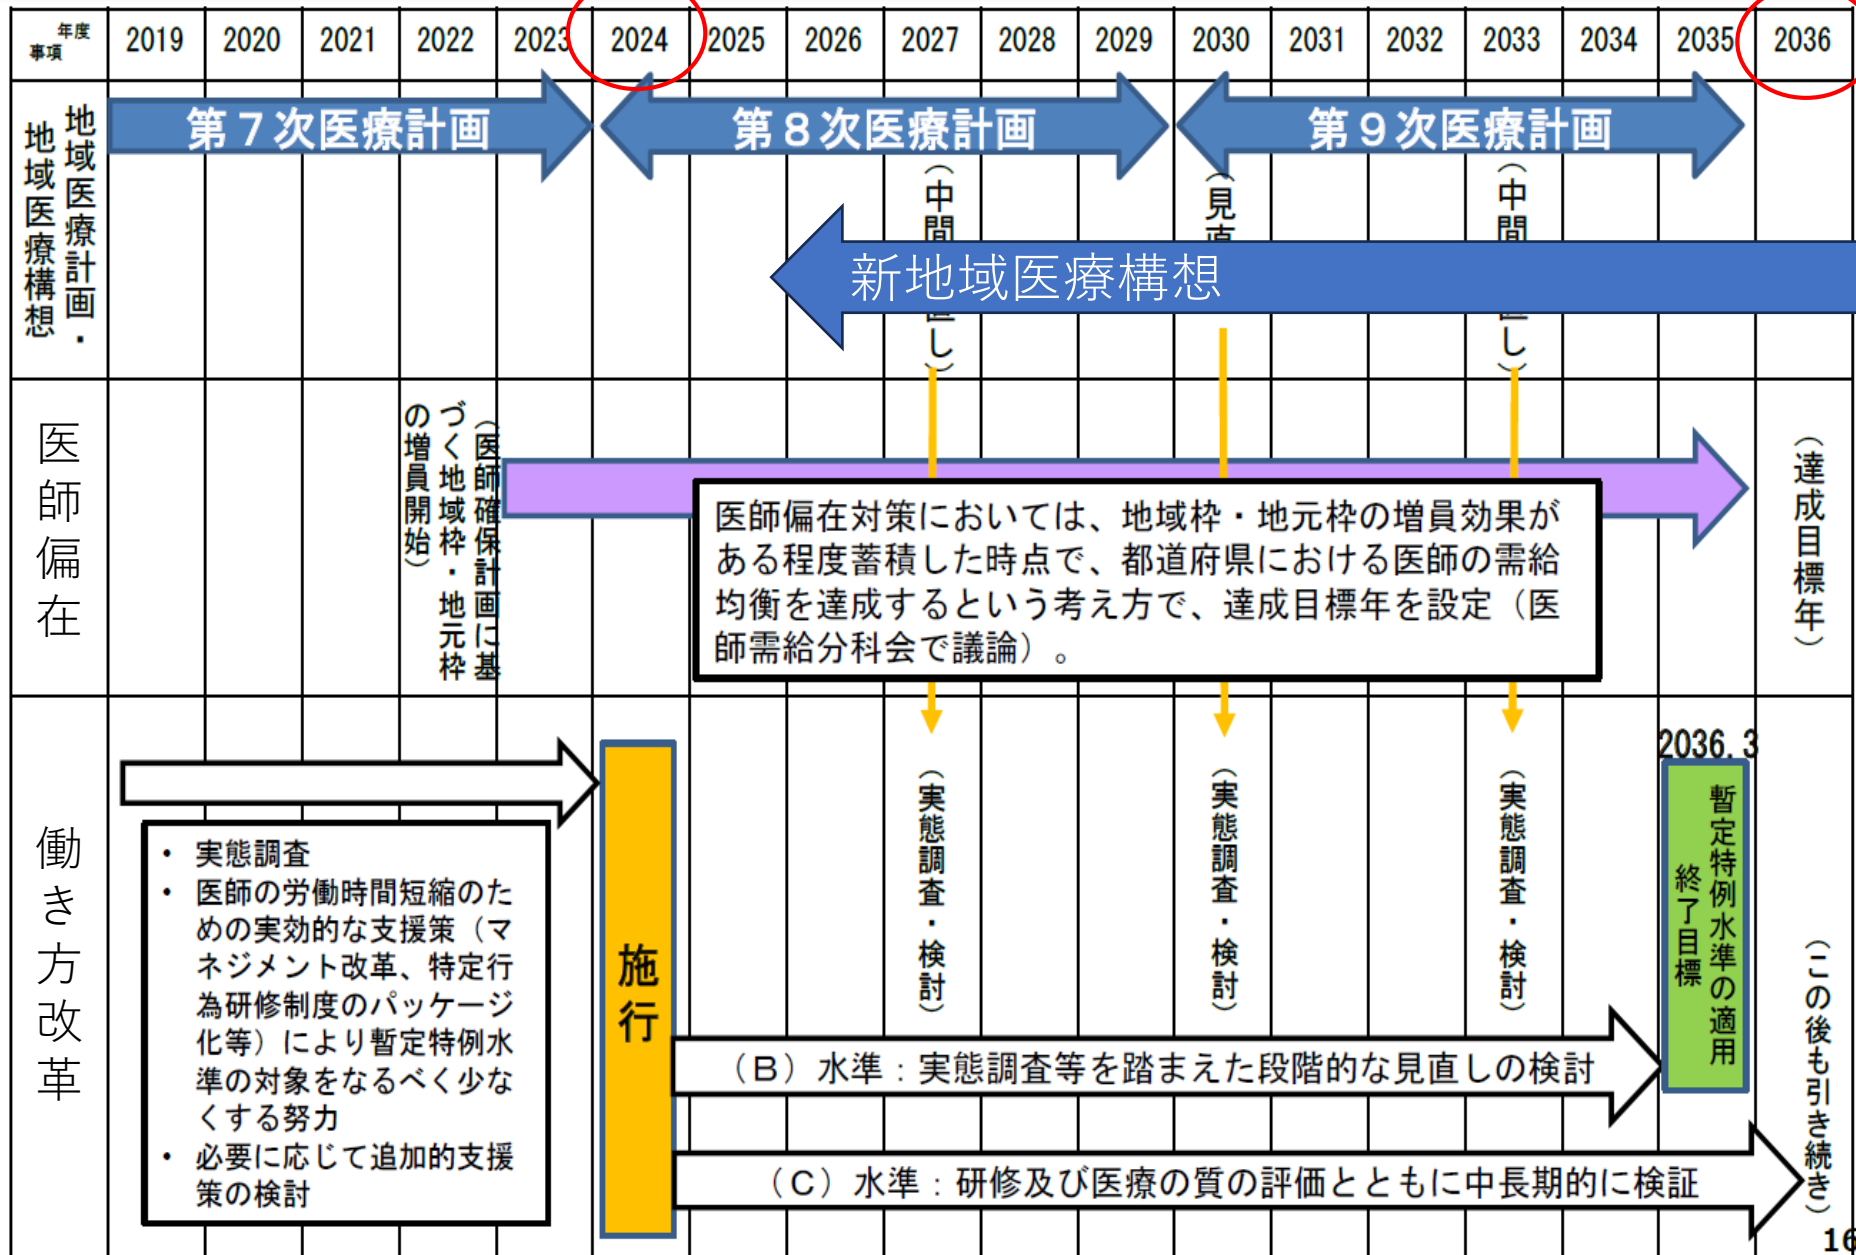 年度
事項
2019 2020 2021 2022 2023 2024 2025 2026 2027 2028 2029 2030 2031 2032 2033 2034 2035 2036
地域医療計画・
地域医療構想
第７次医療計画
第８次医療計画
第９次医療計画
（中間
直し）
（見直
（中間
直し）
新地域医療構想
医師偏在
（医師確保計画に基
づく地域枠・地元枠
の増員開始）
医師偏在対策においては、地域枠・地元枠の増員効果が
ある程度蓄積した時点で、都道府県における医師の需給
均衡を達成するという考え方で、達成目標年を設定（医
師需給分科会で議論）。
（達成目標年）
働き方改革
・ 実態調査
・ 医師の労働時間短縮のた
めの実効的な支援策（マ
ネジメント改革、特定行
為研修制度のパッケージ
化等）により暫定特例水
準の対象をなるべく少な
くする努力
・ 必要に応じて追加的支援
策の検討
施行
（実態調査・検討）
（実態調査・検討）
（実態調査・検討）
2036.3
暫定特例水準の適用
終了目標
（Ｂ）水準：実態調査等を踏まえた段階的な見直しの検討
（Ｃ）水準：研修及び医療の質の評価とともに中長期的に検証
（この後も引き続き）
16